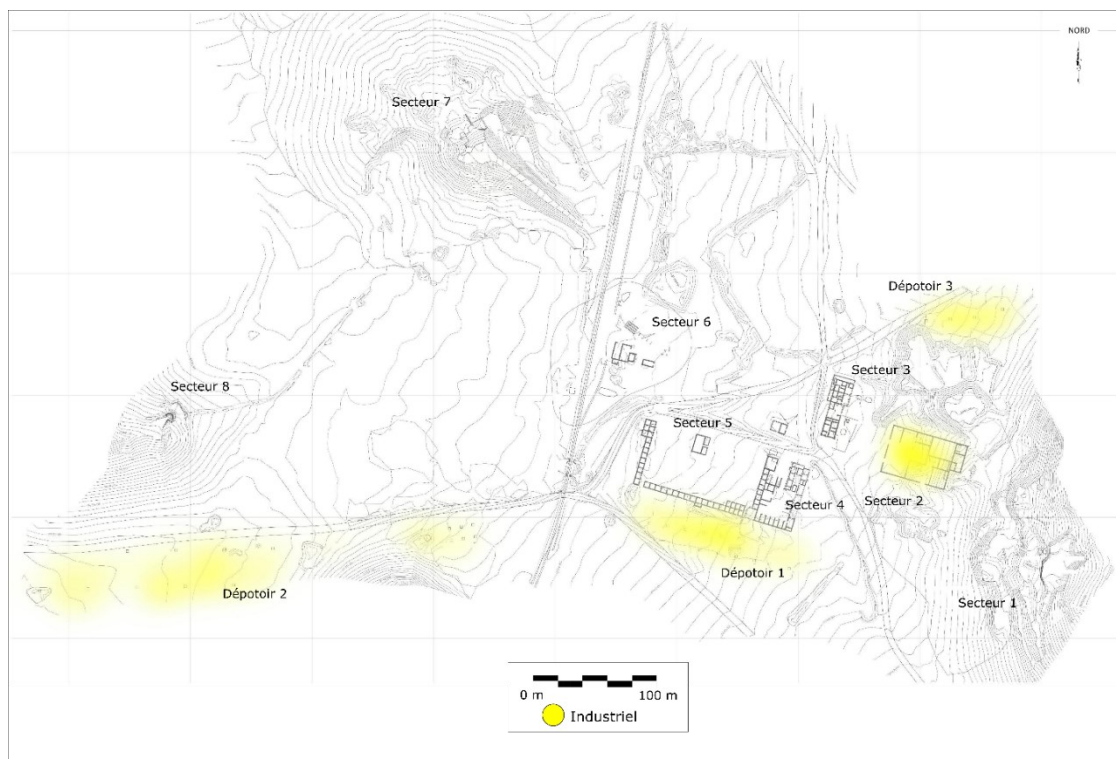 NORD
Secteur 7
Dépotoir 3
Secteur 6
Secteur 3
Secteur 8
Secteur 5
Secteur 2
Secteur 4
Dépotoir 1
Dépotoir 2
Secteur 1
0 m 100 m
Industriel